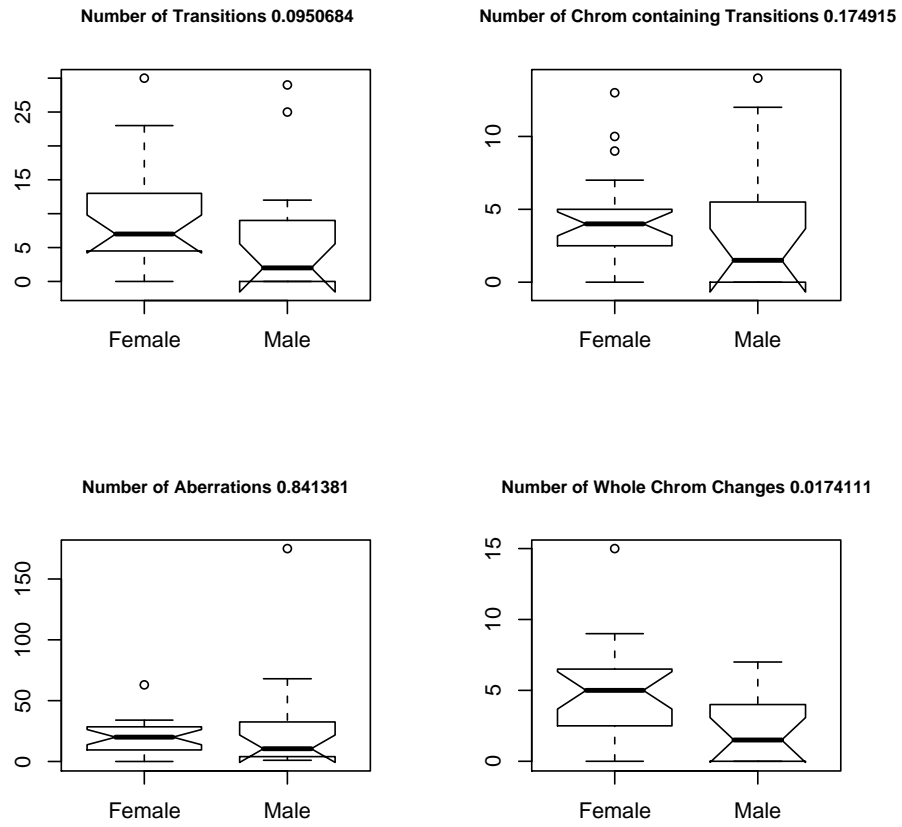 Number of Transitions 0.0950684
Number of Chrom containing Transitions 0.174915
25
15
5
0
Female
Male
10
5
0
Female
Male
Number of Aberrations 0.841381
Number of Whole Chrom Changes 0.0174111
150
100
50
0
Female
Male
15
10
5
0
Female
Male